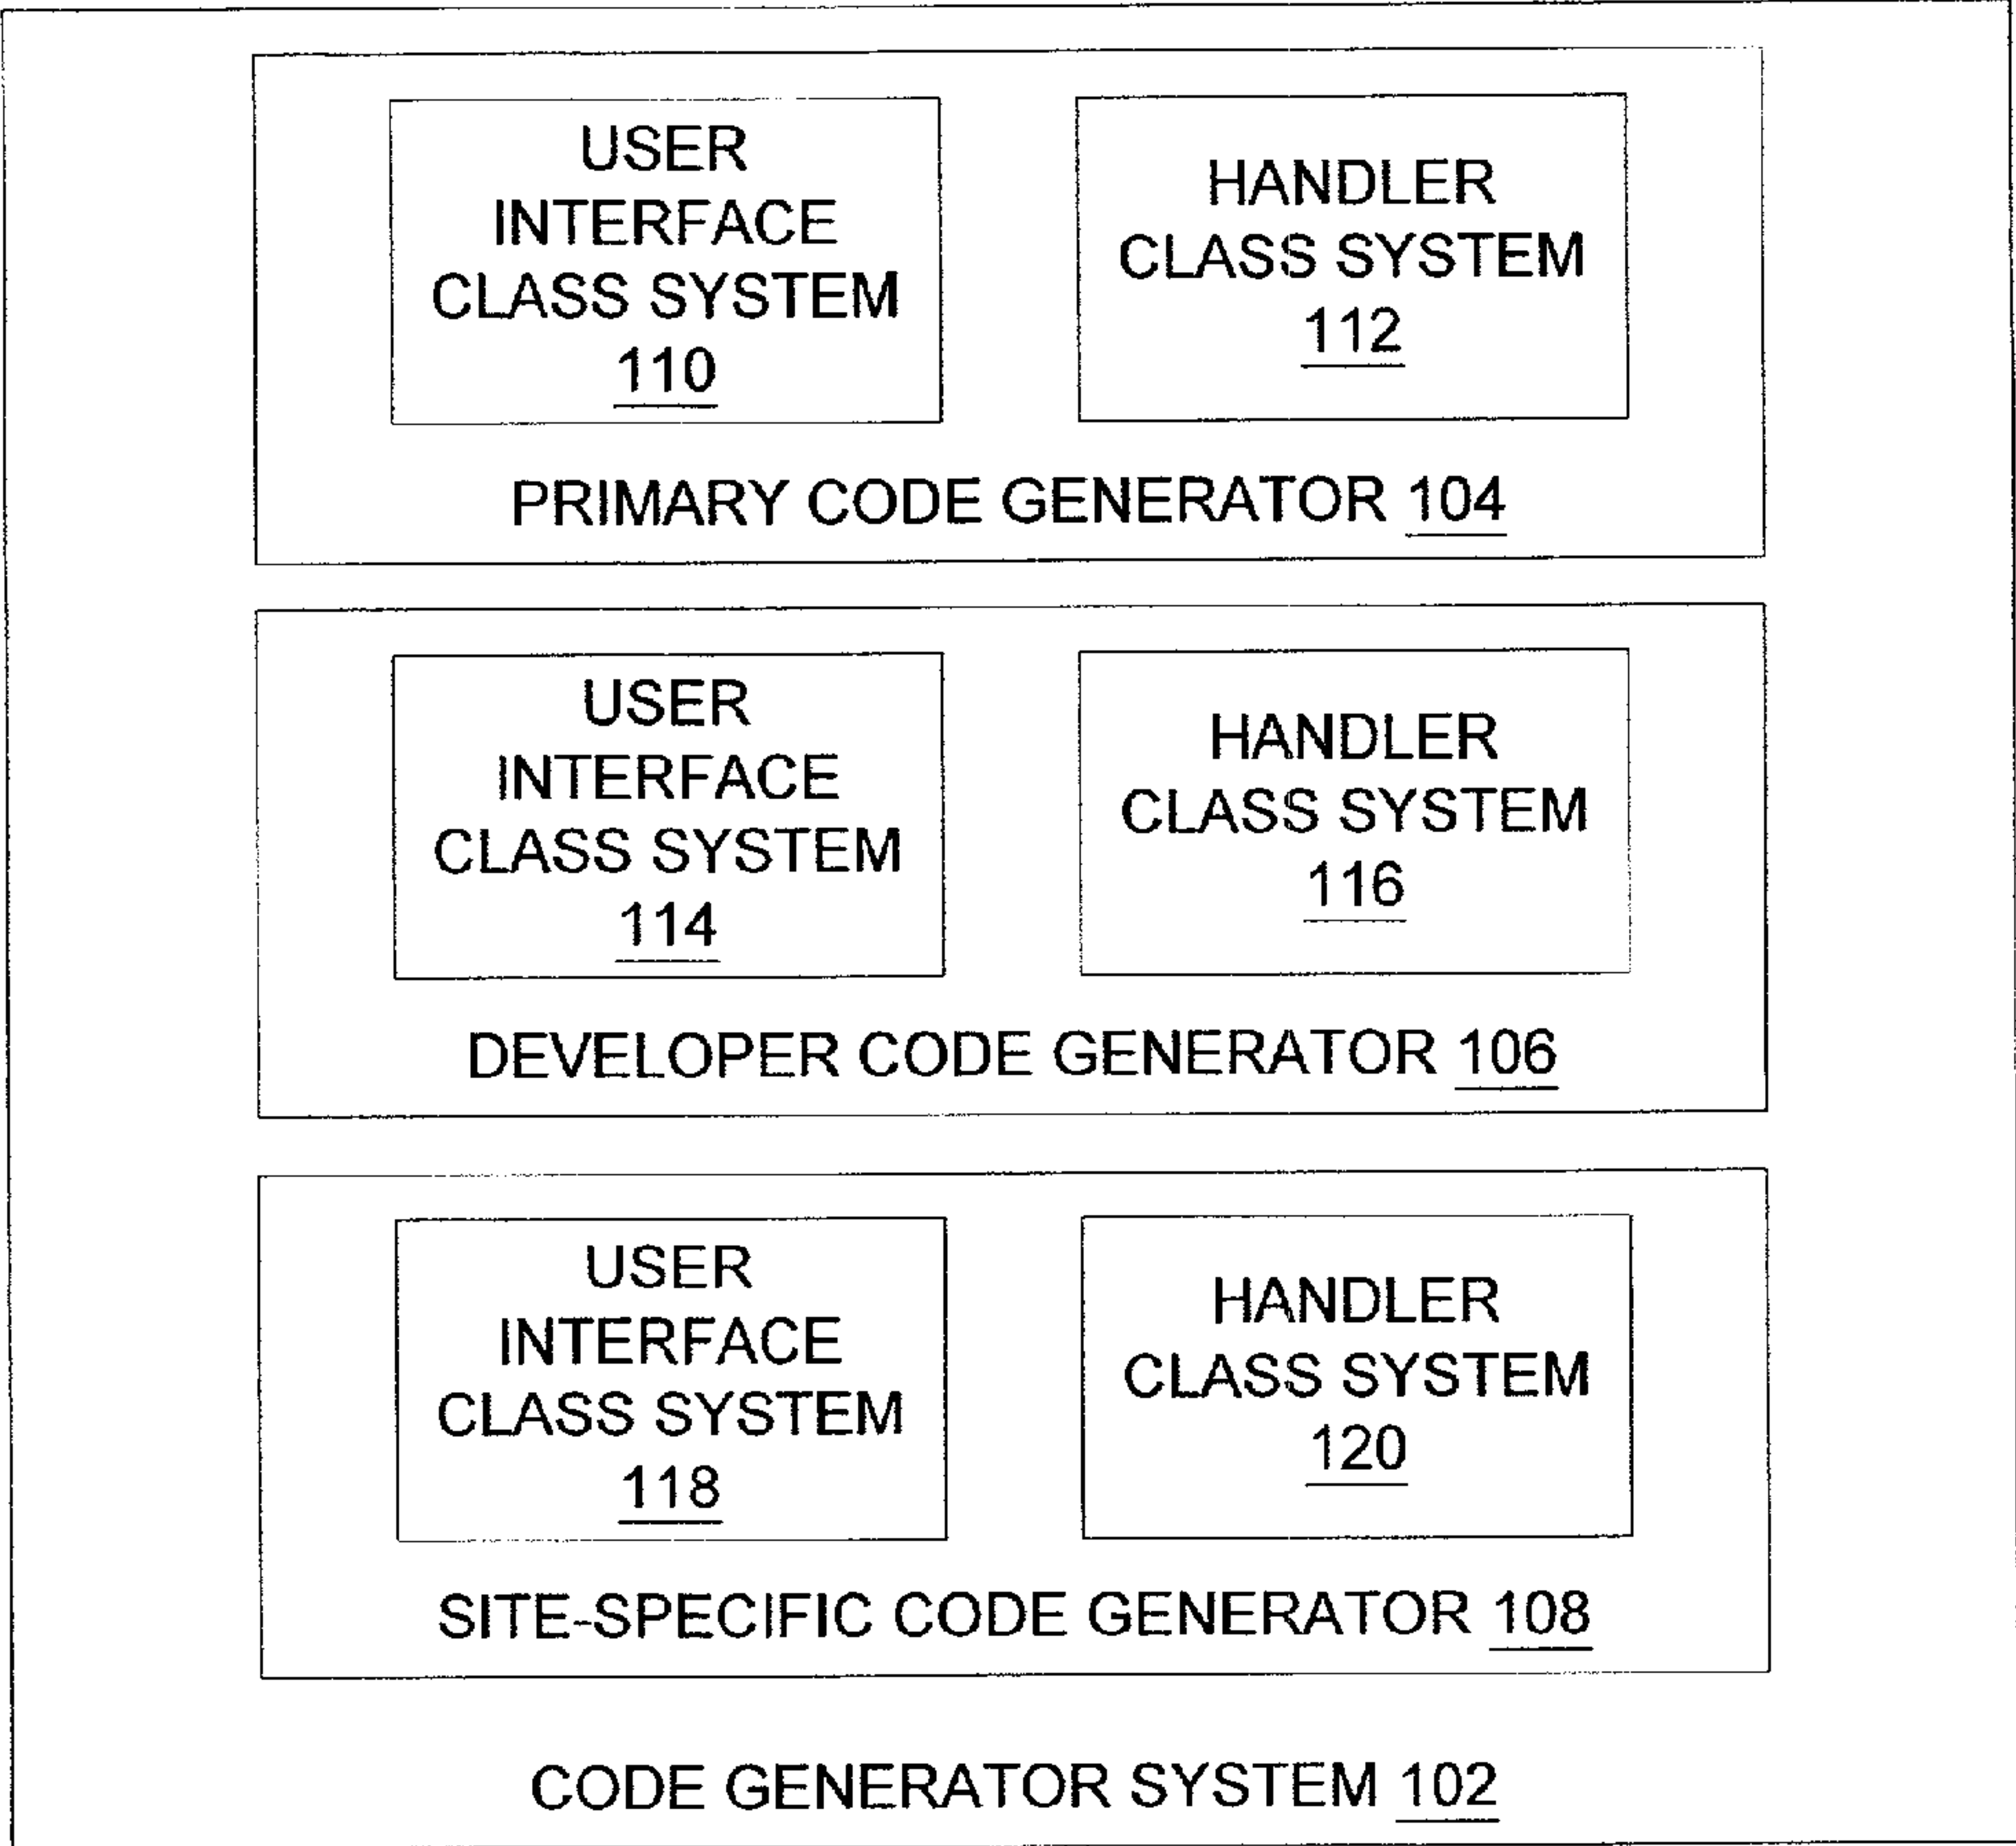 USER
INTERFACE
CLASS SYSTEM
110
HANDLER
CLASS SYSTEM
112
PRIMARY CODE GENERATOR 104
USER
INTERFACE
CLASS SYSTEM
114
HANDLER
CLASS SYSTEM
116
DEVELOPER CODE GENERATOR 106
USER
INTERFACE
CLASS SYSTEM
118
HANDLER
CLASS SYSTEM
120
SITE-SPECIFIC CODE GENERATOR 108
CODE GENERATOR SYSTEM 102